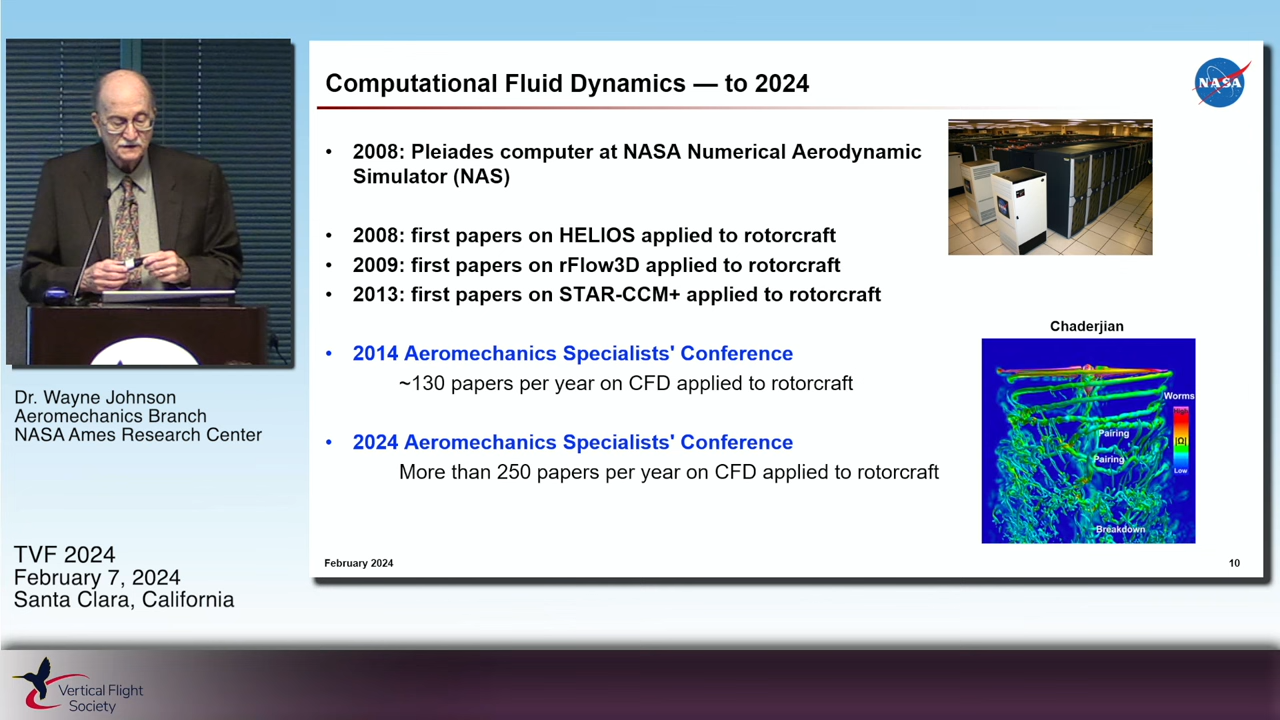 Computational Fluid Dynamics — to 2024
NASA
• 2008: Pleiades computer at NASA Numerical Aerodynamic
Simulator (NAS)
• 2008: first papers on HELIOS applied to rotorcraft
• 2009: first papers on rFlow3D applied to rotorcraft
• 2013: first papers on STAR-CCM+ applied to rotorcraft
• 2014 Aeromechanics Specialists' Conference
~130 papers per year on CFD applied to rotorcraft
• 2024 Aeromechanics Specialists' Conference
More than 250 papers per year on CFD applied to rotorcraft
Chaderjian
Worms
High
|Ω|
Low
Pairing
Pairing
Breakdown
February 2024
10
Dr. Wayne Johnson
Aeromechanics Branch
NASA Ames Research Center
TVF 2024
February 7, 2024
Santa Clara, California
Vertical Flight
Society